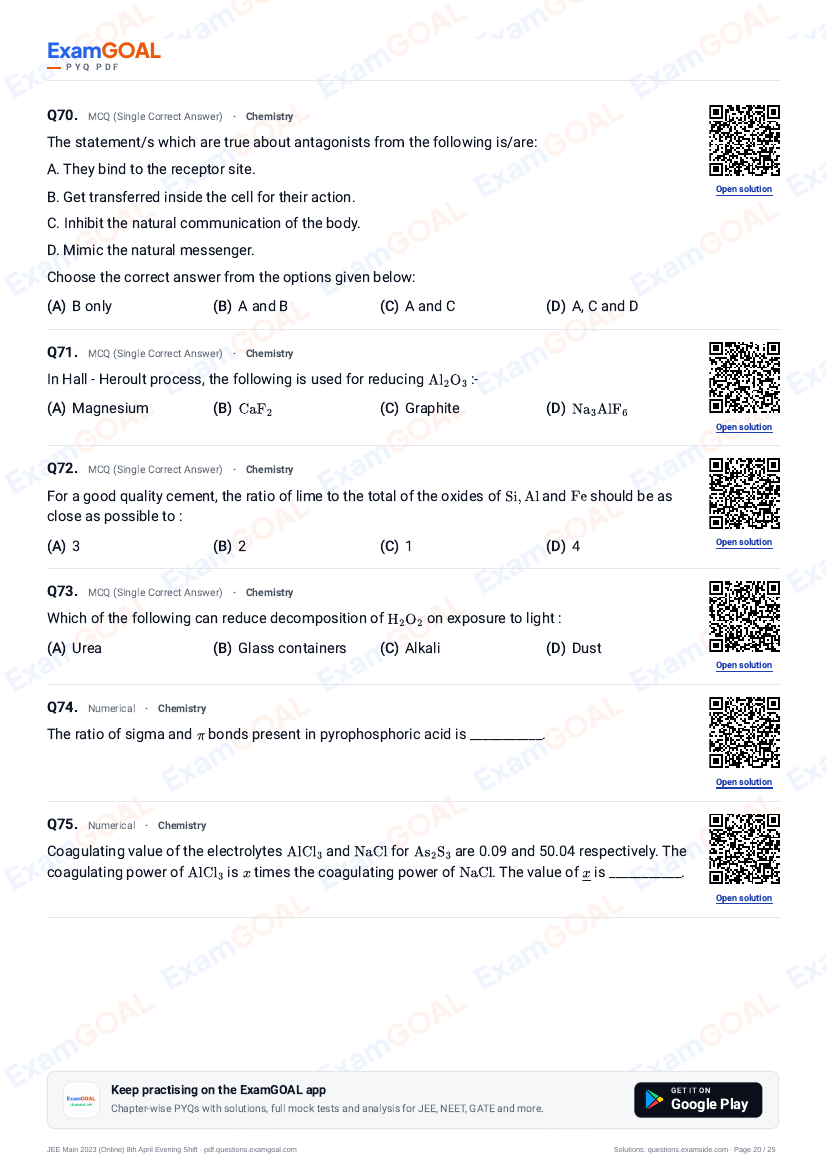 ExamGOAL
PYQ PDF
Q70. MCQ (Single Correct Answer) · Chemistry
The statement/s which are true about antagonists from the following is/are:
A. They bind to the receptor site.
B. Get transferred inside the cell for their action.
C. Inhibit the natural communication of the body.
D. Mimic the natural messenger.
Choose the correct answer from the options given below:
(A) B only (B) A and B (C) A and C (D) A, C and D
Open solution
Q71. MCQ (Single Correct Answer) · Chemistry
In Hall - Heroult process, the following is used for reducing Al₂O₃ :-
(A) Magnesium (B) CaF₂ (C) Graphite (D) Na₃AlF₆
Open solution
Q72. MCQ (Single Correct Answer) · Chemistry
For a good quality cement, the ratio of lime to the total of the oxides of Si, Al and Fe should be as
close as possible to :
(A) 3 (B) 2 (C) 1 (D) 4
Open solution
Q73. MCQ (Single Correct Answer) · Chemistry
Which of the following can reduce decomposition of H₂O₂ on exposure to light :
(A) Urea (B) Glass containers (C) Alkali (D) Dust
Open solution
Q74. Numerical · Chemistry
The ratio of sigma and π bonds present in pyrophosphoric acid is ___________.
Open solution
Q75. Numerical · Chemistry
Coagulating value of the electrolytes AlCl₃ and NaCl for As₂S₃ are 0.09 and 50.04 respectively. The
coagulating power of AlCl₃ is x times the coagulating power of NaCl. The value of x is ___________.
Open solution
Keep practising on the ExamGOAL app
Chapter-wise PYQs with solutions, full mock tests and analysis for JEE, NEET, GATE and more.
GET IT ON
Google Play
JEE Main 2023 (Online) 8th April Evening Shift · pdf.questions.examgoal.com
Solutions: questions.examside.com · Page 20 / 25